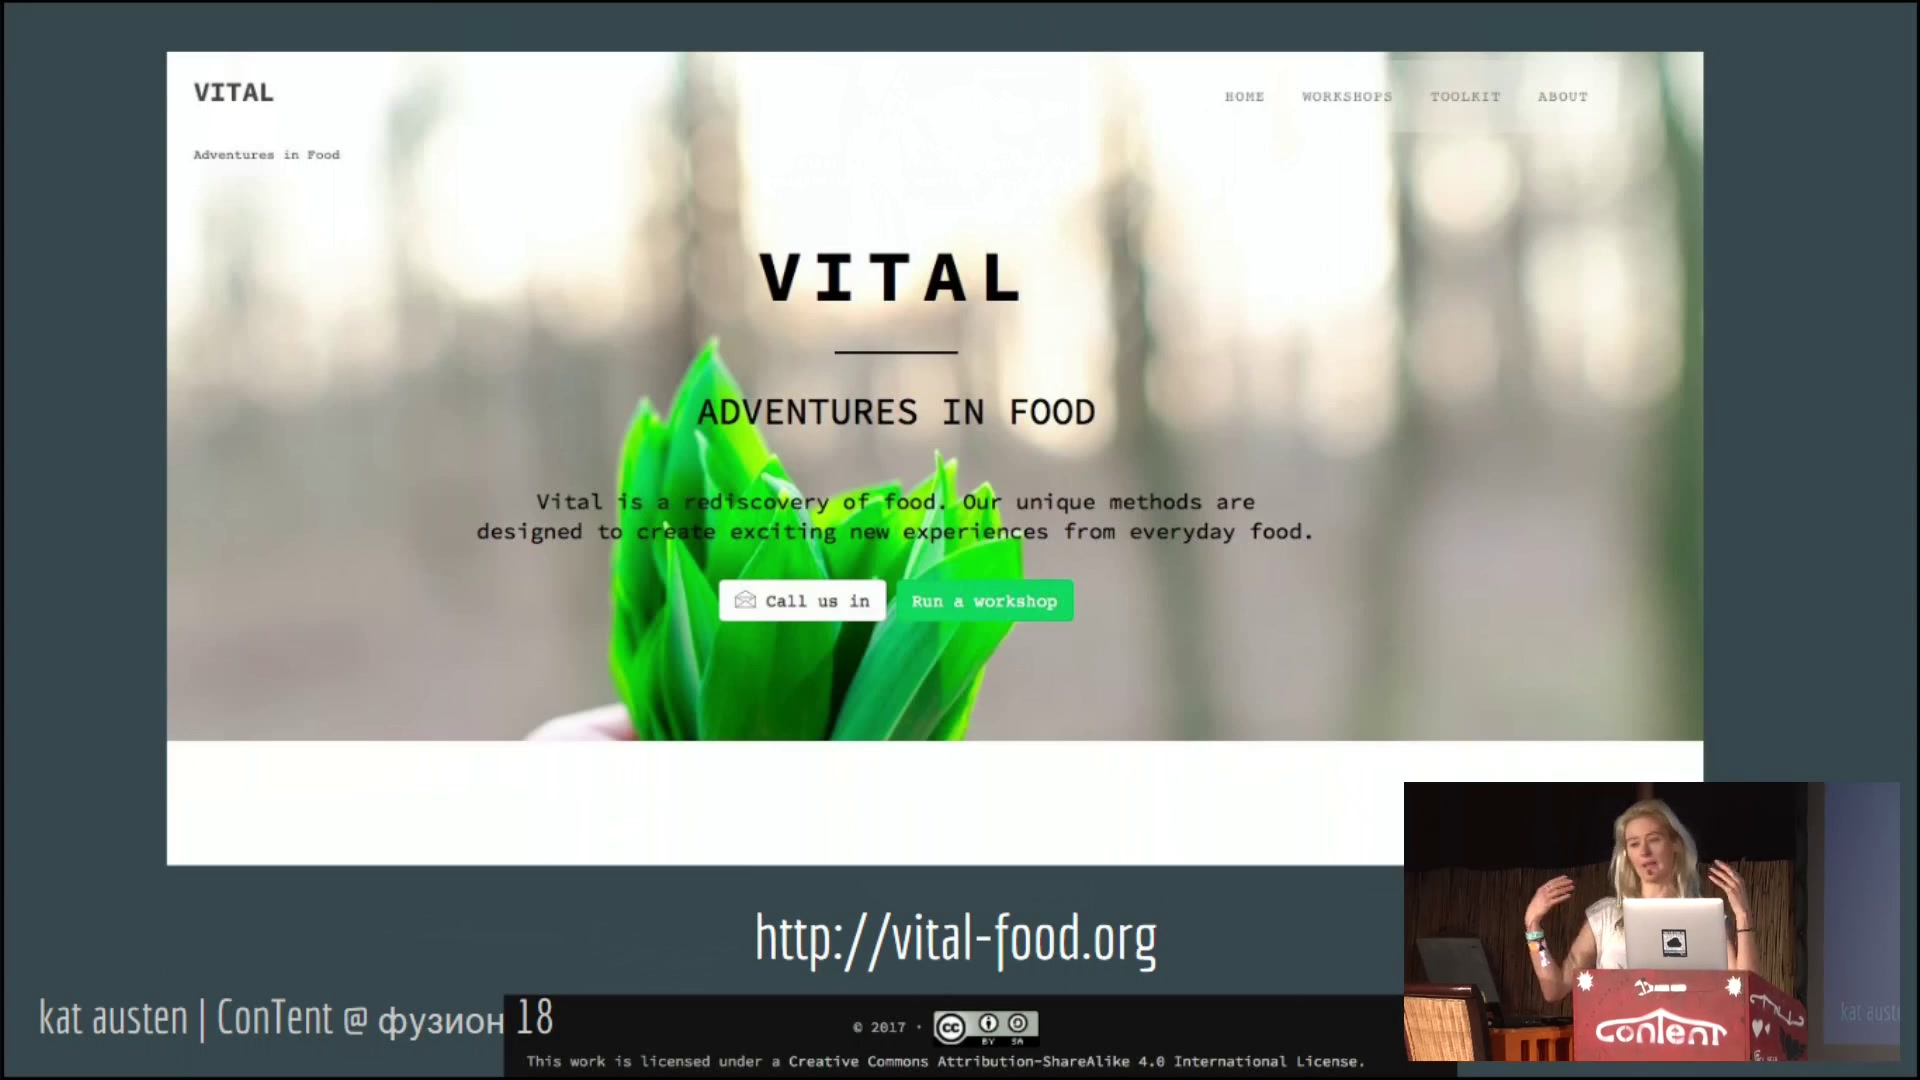 VITAL
HOME WORKSHOPS TOOLKIT ABOUT
Adventures in Food
VITAL
ADVENTURES IN FOOD
Vital is a rediscovery of food. Our unique methods are
designed to create exciting new experiences from everyday food.
Call us in
Run a workshop
http://vital-food.org
kat austen | ConTent @ фузион 18
© 2017 ·
cc
BY SA
This work is licensed under a Creative Commons Attribution-ShareAlike 4.0 International License.
conTenT
kat aust